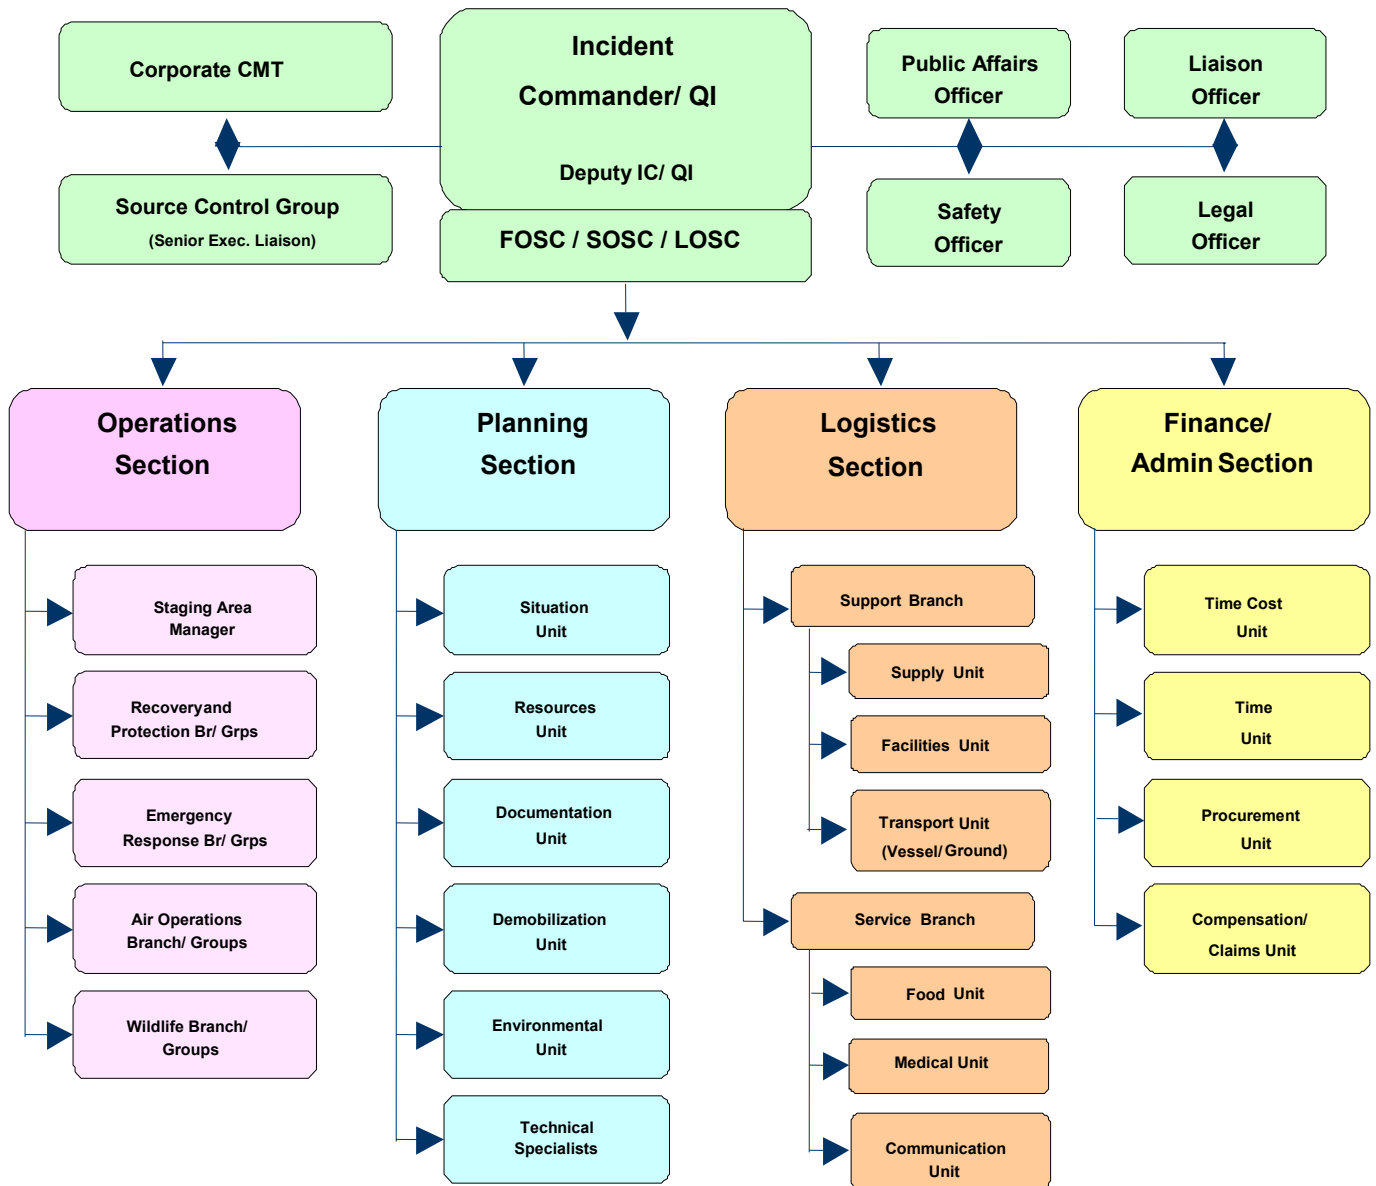 Corporate CMT
Source Control Group
(Senior Exec. Liaison)
Incident
Commander/ QI
Deputy IC/ QI
FOSC / SOSC / LOSC
Public Affairs
Officer
Liaison
Officer
Safety
Officer
Legal
Officer
Operations
Section
Staging Area
Manager
Recoveryand
Protection Br/ Grps
Emergency
Response Br/ Grps
Air Operations
Branch/ Groups
Wildlife Branch/
Groups
Planning
Section
Situation
Unit
Resources
Unit
Documentation
Unit
Demobilization
Unit
Environmental
Unit
Technical
Specialists
Logistics
Section
Support Branch
Supply Unit
Facilities Unit
Transport Unit
(Vessel/ Ground)
Service Branch
Food Unit
Medical Unit
Communication
Unit
Finance/
Admin Section
Time Cost
Unit
Time
Unit
Procurement
Unit
Compensation/
Claims Unit